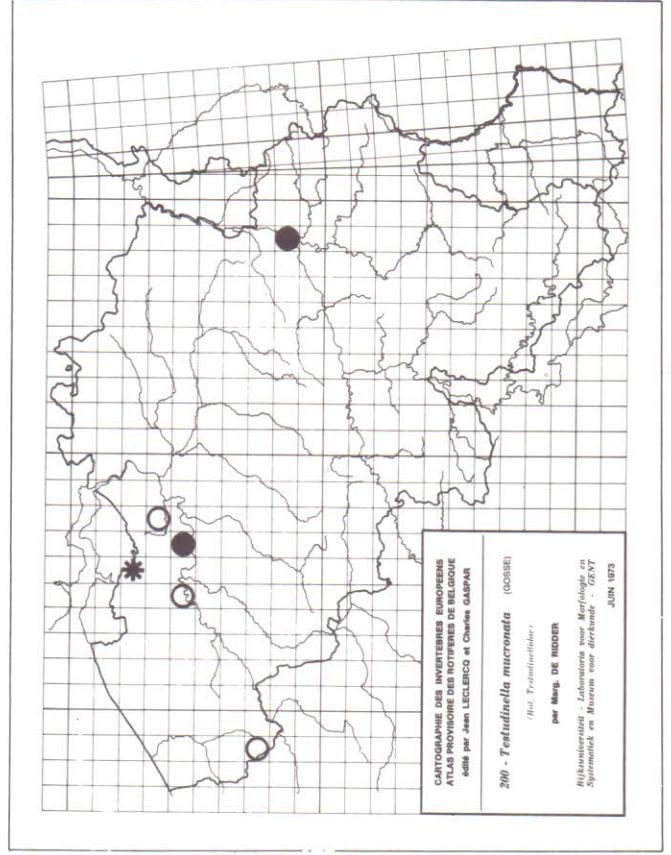 CARTOGRAPHIE DES INVERTEBRES EUROPEENS
ATLAS PROVISOIRE DES ROTIFERES DE BELGIQUE
édité par Jean LECLERCQ et Charles GASPAR
200 - Testudinella mucronata (GOSSE)
(Rot. Testudinellidae)
par Marg. DE RIDDER
Rijksuniversiteit - Laboratoria voor Morfologie en
Systematiek en Museum voor dierkunde - GENT
JUIN 1973